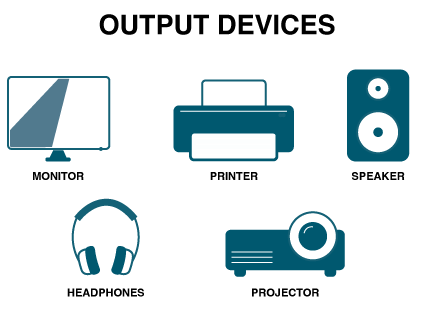 OUTPUT DEVICES
MONITOR
PRINTER
SPEAKER
HEADPHONES
PROJECTOR